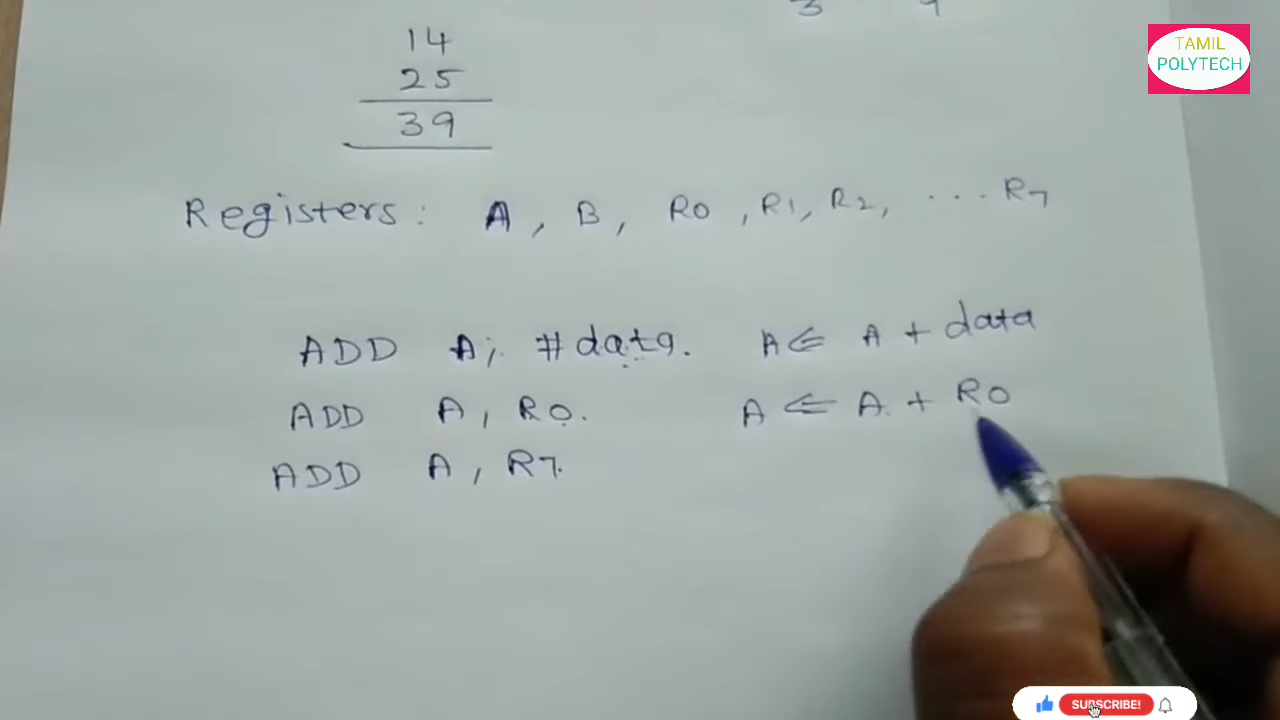 14
TAMIL
POLYTECH
25
39
Registers: A, B, R0, R1, R2, ... R7
ADD A, #data. A ⇐ A + data
ADD A, R0. A ⇐ A + R0
ADD A, R7.
SUBSCRIBE!